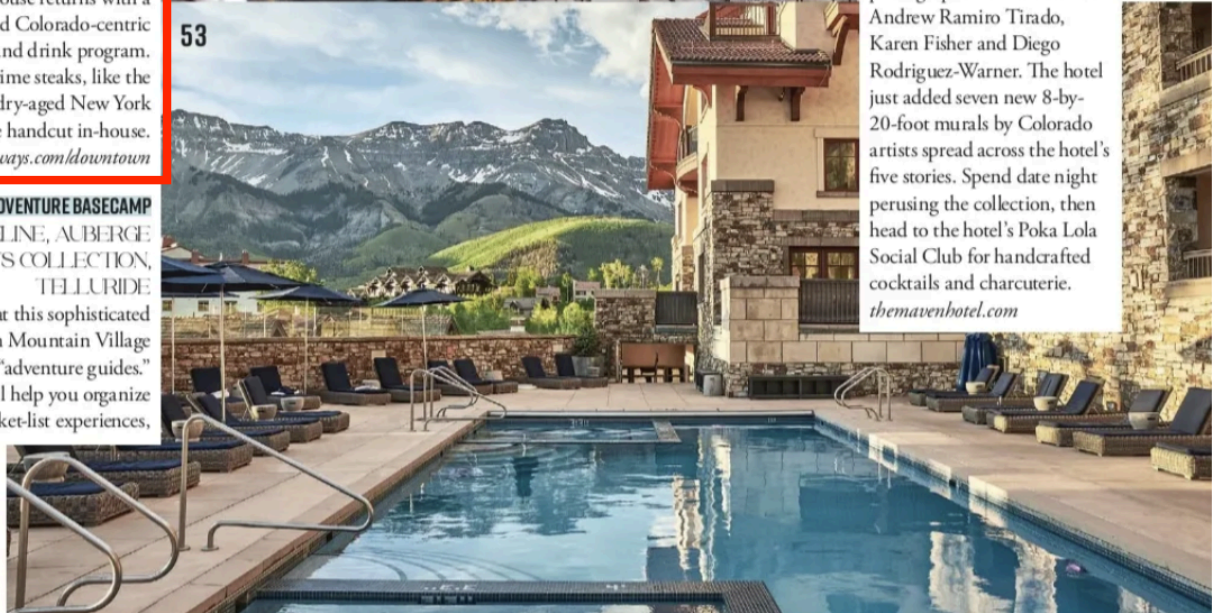 d Colorado-centric
nd drink program.
ime steaks, like the
dry-aged New York
handcut in-house.
ways.com/downtown
DVENTURE BASECAMP
LINE, AUBERGE
S COLLECTION,
TELLURIDE
t this sophisticated
Mountain Village
“adventure guides.”
l help you organize
ket-list experiences,
53
Andrew Ramiro Tirado,
Karen Fisher and Diego
Rodriguez-Warner. The hotel
just added seven new 8-by-
20-foot murals by Colorado
artists spread across the hotel’s
five stories. Spend date night
perusing the collection, then
head to the hotel’s Poka Lola
Social Club for handcrafted
cocktails and charcuterie.
themavenhotel.com